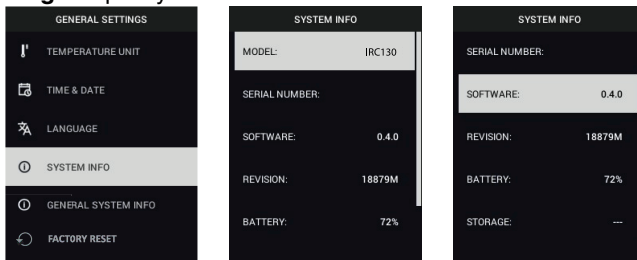 GENERAL SETTINGS
TEMPERATURE UNIT
TIME & DATE
LANGUAGE
SYSTEM INFO
GENERAL SYSTEM INFO
FACTORY RESET
SYSTEM INFO
MODEL: IRC130
SERIAL NUMBER:
SOFTWARE: 0.4.0
REVISION: 18879M
BATTERY: 72%
SYSTEM INFO
SERIAL NUMBER:
SOFTWARE: 0.4.0
REVISION: 18879M
BATTERY: 72%
STORAGE: ---